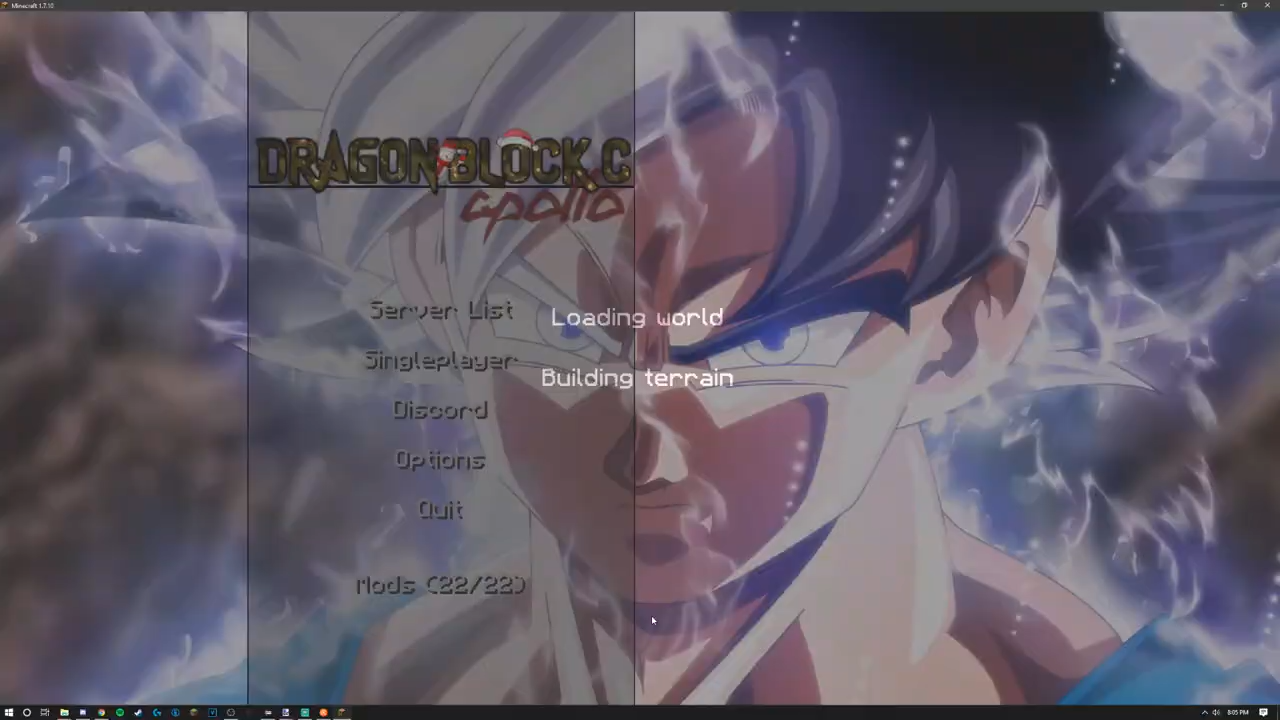 Minecraft 1.7.10
DRAGON BLOCK C
apollo
Server List
Loading world
Singleplayer
Building terrain
Discord
Options
Quit
Mods (22/22)
8:05 PM